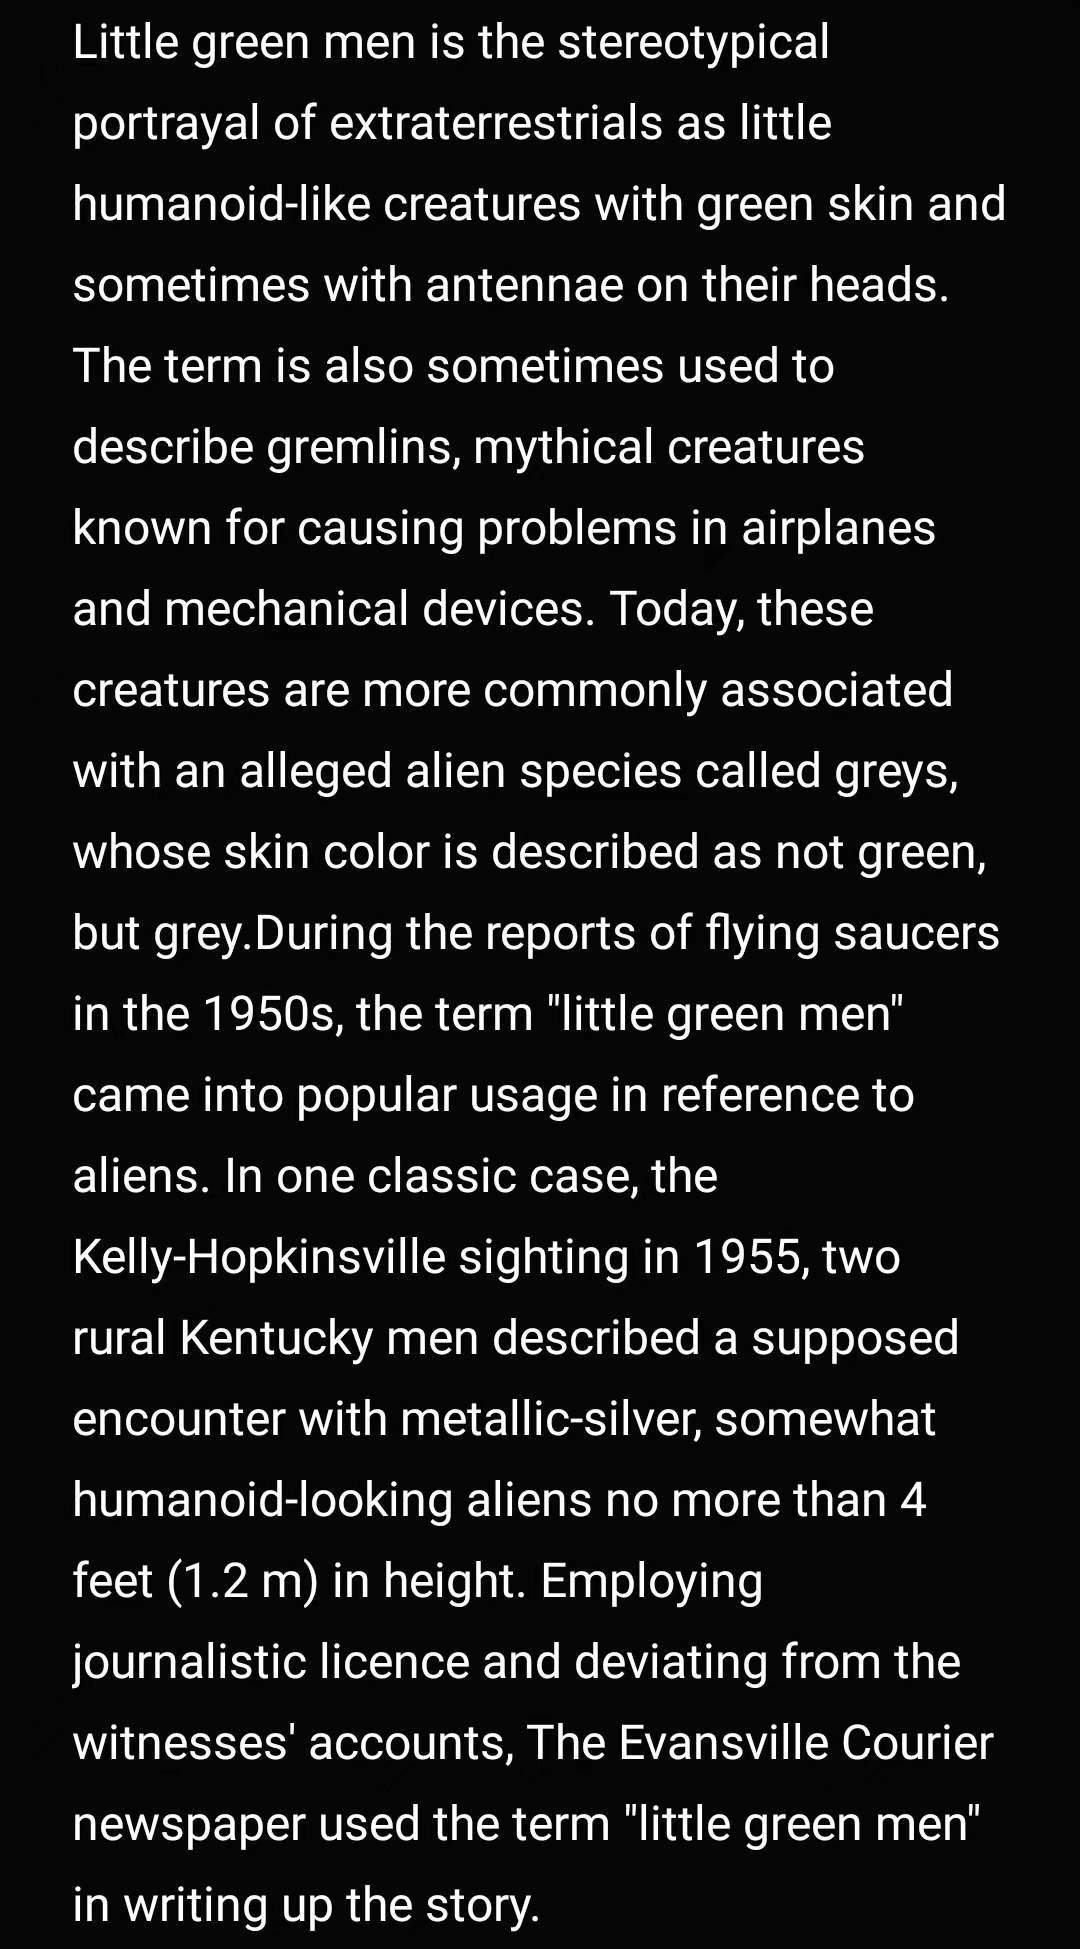 Little green men is the stereotypical
portrayal of extraterrestrials as little
humanoid-like creatures with green skin and
sometimes with antennae on their heads.
The term is also sometimes used to
describe gremlins, mythical creatures
known for causing problems in airplanes
and mechanical devices. Today, these
creatures are more commonly associated
with an alleged alien species called greys,
whose skin color is described as not green,
but grey.During the reports of flying saucers
in the 1950s, the term "little green men"
came into popular usage in reference to
aliens. In one classic case, the
Kelly-Hopkinsville sighting in 1955, two
rural Kentucky men described a supposed
encounter with metallic-silver, somewhat
humanoid-looking aliens no more than 4
feet (1.2 m) in height. Employing
journalistic licence and deviating from the
witnesses' accounts, The Evansville Courier
newspaper used the term "little green men"
in writing up the story.